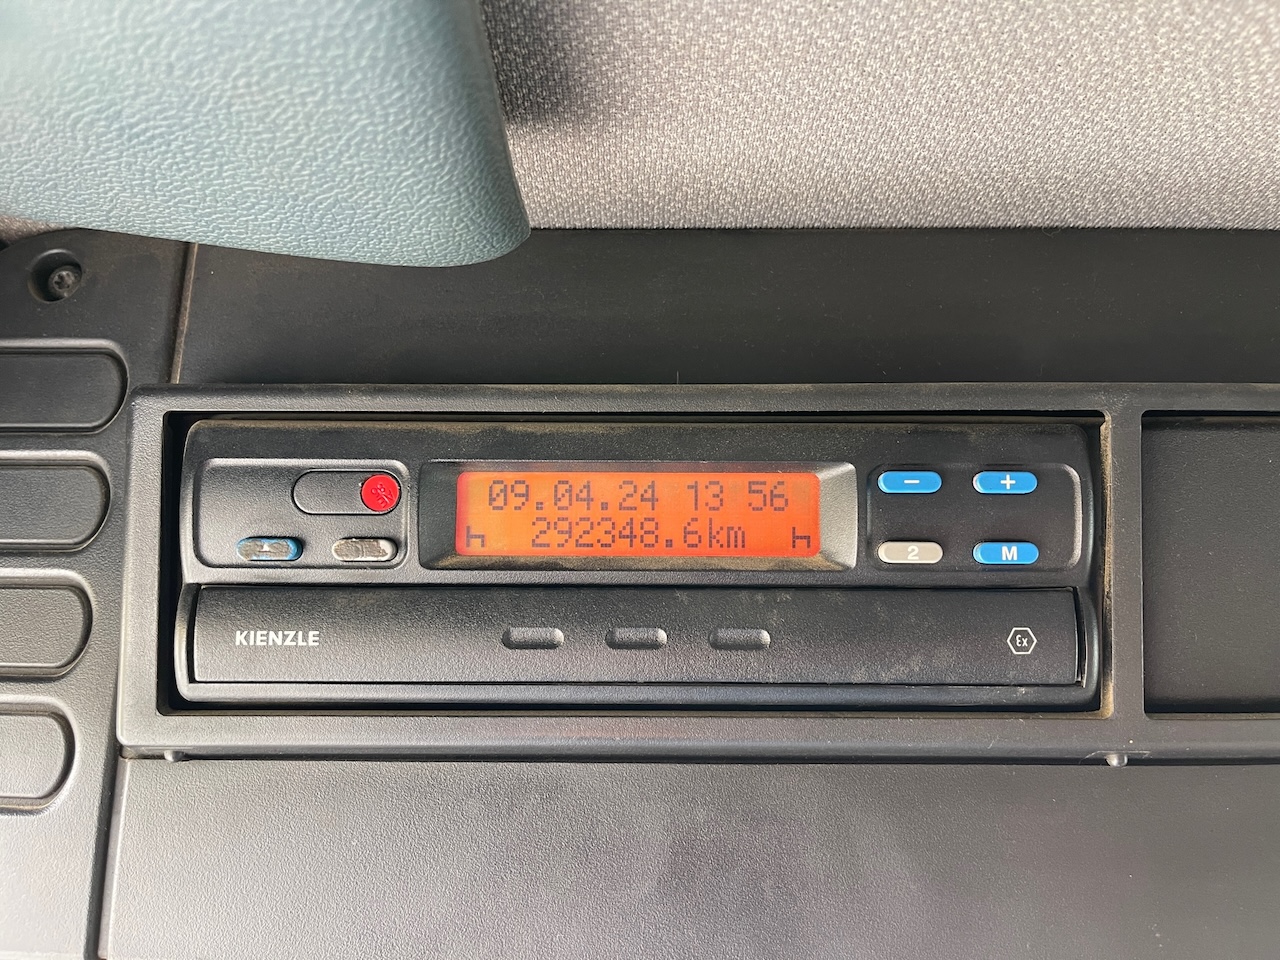 09.04.24 13 56
292348.6km
- +
2 M
KIENZLE
Ex